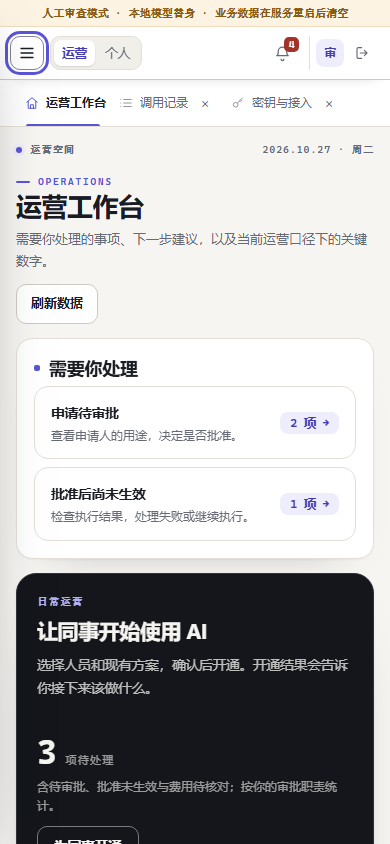 人工审查模式 · 本地模型替身 · 业务数据在服务重启后清空
运营 个人 4 审
运营工作台 调用记录 × 密钥与接入 ×
运营空间 2026.10.27 · 周二
OPERATIONS
运营工作台
需要你处理的事项、下一步建议，以及当前运营口径下的关键
数字。
刷新数据
需要你处理
申请待审批
查看申请人的用途，决定是否批准。
2 项 →
批准后尚未生效
检查执行结果，处理失败或继续执行。
1 项 →
日常运营
让同事开始使用 AI
选择人员和现有方案，确认后开通。开通结果会告诉
你接下来该做什么。
3 项待处理
含待审批、批准未生效与费用待核对；按你的审批职责统
计。
为同事开通